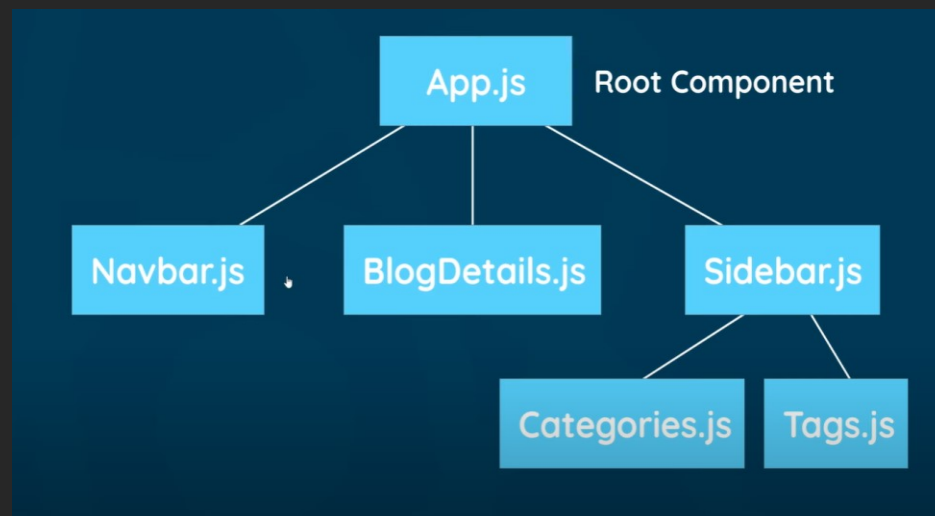 App.js
Root Component
Navbar.js
BlogDetails.js
Sidebar.js
Categories.js
Tags.js